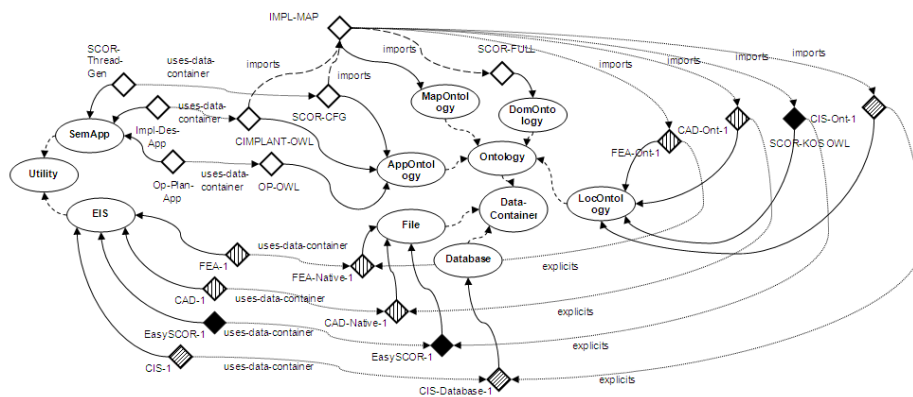 IMPL-MAP
SCOR-
Thread-
Gen
uses-data-
container
imports
imports
SCOR-FULL
imports
imports
imports
imports
MapOntol
ogy
DomOnto
logy
SemApp
Impl-Des-
App
uses-data-
container
SCOR-CFG
CIMPLANT-OWL
CAD-Ont-1
CIS-Ont-1
SCOR-KOS OWL
FEA-Ont-1
Utility
Op-Plan-
App
uses-data-
container
OP-OWL
AppOntol
ogy
Ontology
Data-
Container
LocOntol
ogy
EIS
File
Database
FEA-1
uses-data-container
FEA-Native-1
explicits
CAD-1
uses-data-container
CAD-Native-1
EasySCOR-1
uses-data-container
EasySCOR-1
explicits
CIS-1
uses-data-container
CIS-Database-1
explicits